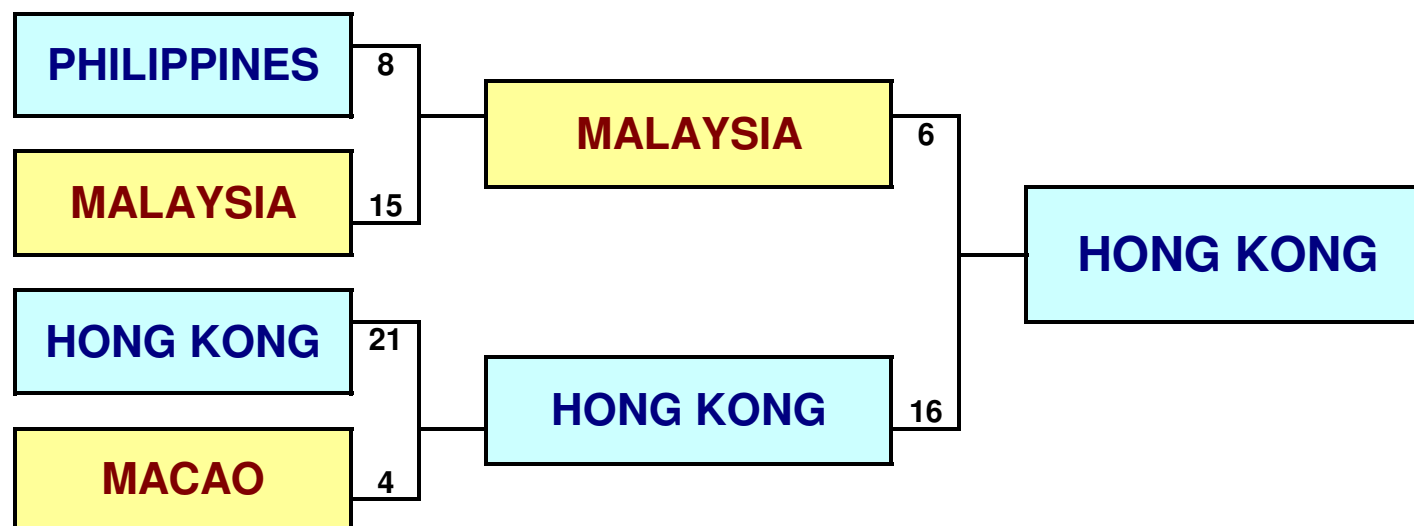 PHILIPPINES
8
MALAYSIA
15
MALAYSIA
6
HONG KONG
HONG KONG
21
HONG KONG
16
MACAO
4